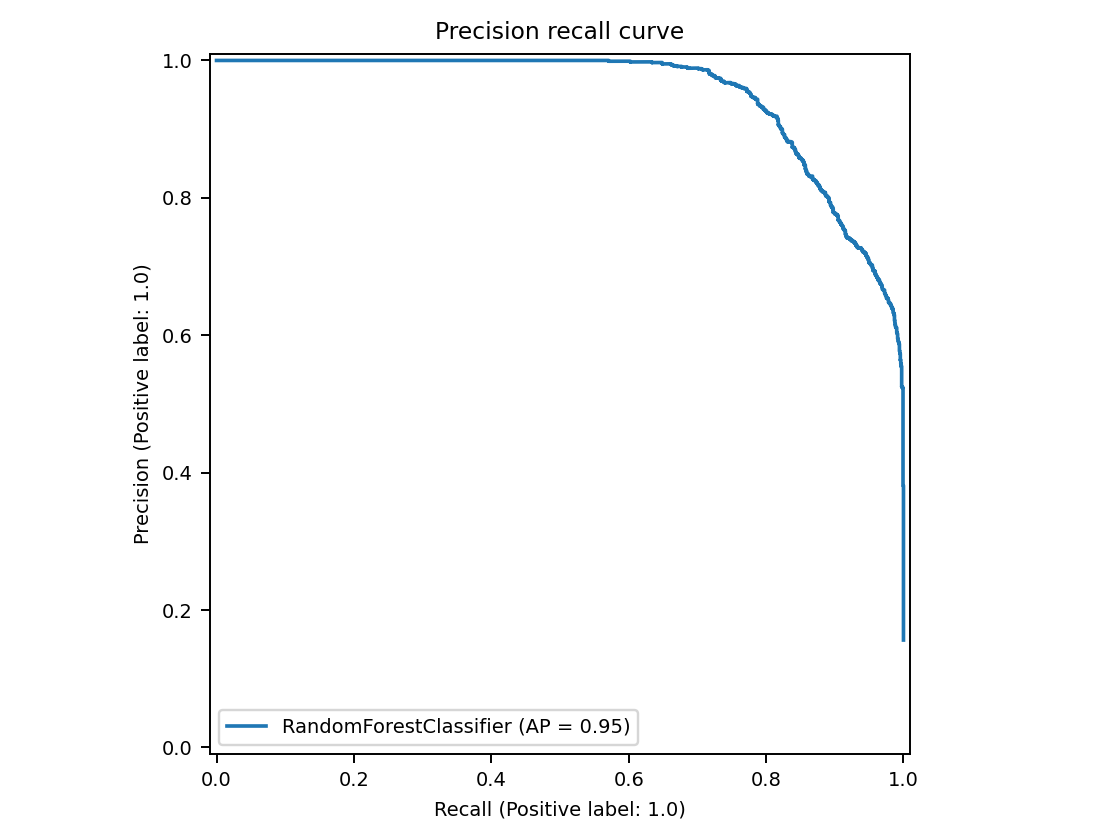 Precision recall curve
1.0
0.8
0.6
0.4
0.2
0.0
Precision (Positive label: 1.0)
RandomForestClassifier (AP = 0.95)
0.0 0.2 0.4 0.6 0.8 1.0
Recall (Positive label: 1.0)